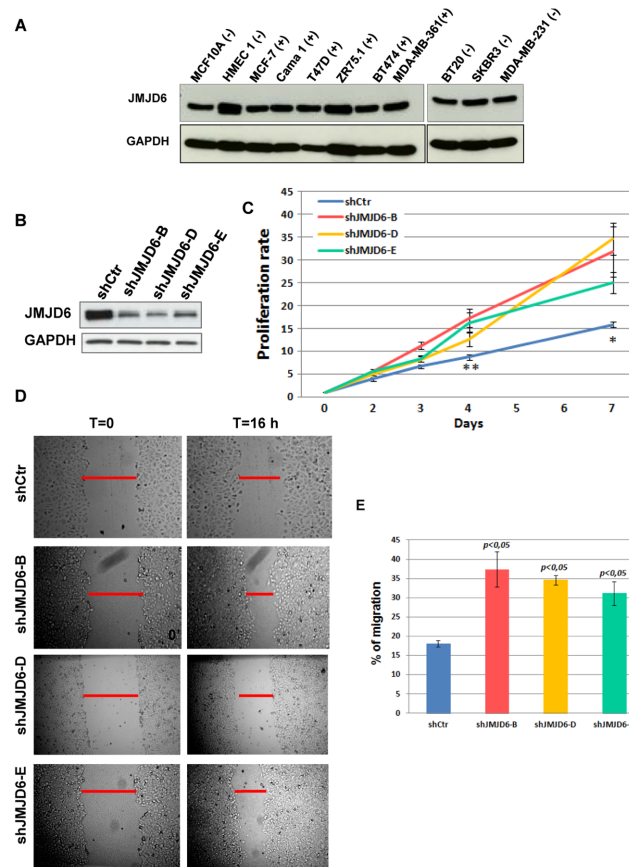 A
MCF10A (-)
HMEC 1 (-)
MCF-7 (+)
Cama 1 (+)
T47D (+)
ZR75.1 (+)
BT474 (+)
MDA-MB-361(+)
BT20 (-)
SKBR3 (-)
MDA-MB-231 (-)
JMJD6
GAPDH
B
shCtr
shJMJD6-B
shJMJD6-D
shJMJD6-E
JMJD6
GAPDH
C
Proliferation rate
45
40
35
30
25
20
15
10
5
0
shCtr
shJMJD6-B
shJMJD6-D
shJMJD6-E
**
*
0 2 3 4 5 6 7
Days
D
T=0 T=16 h
shCtr
shJMJD6-B
0'
shJMJD6-D
shJMJD6-E
E
% of migration
45
40
35
30
25
20
15
10
5
0
p<0,05
p<0,05
p<0,05
shCtr shJMJD6-B shJMJD6-D shJMJD6-